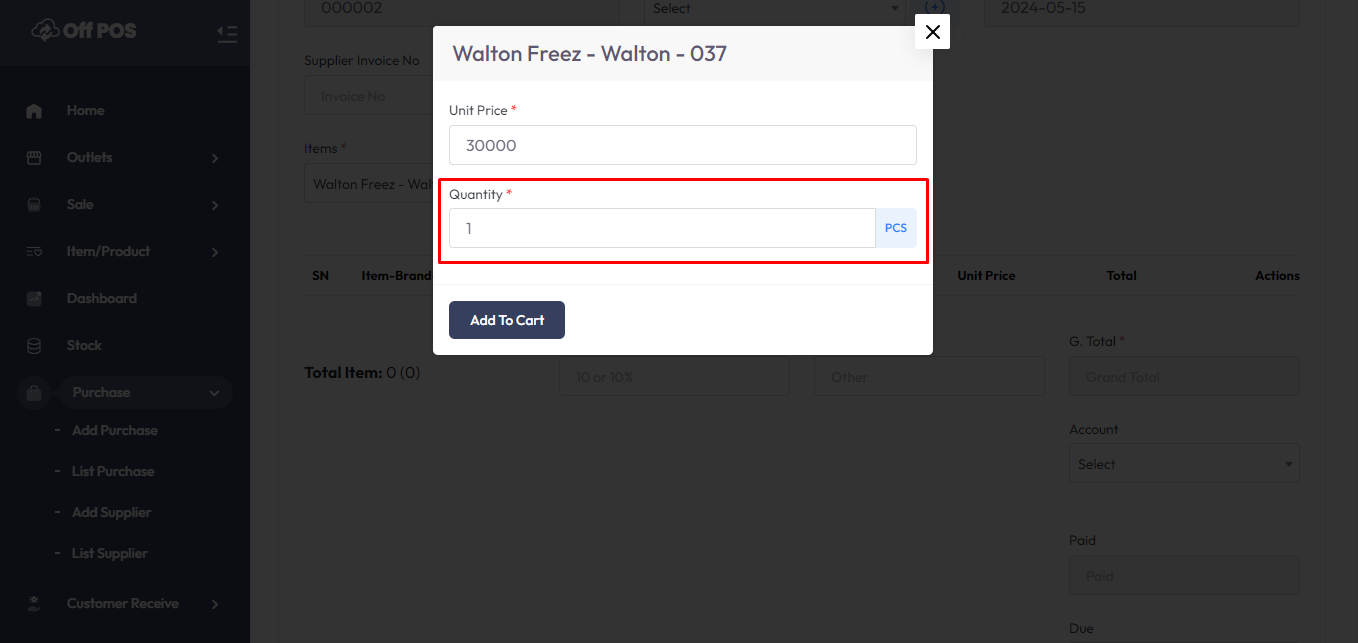 Off POS
Home
Outlets
Sale
Item/Product
Dashboard
Stock
Purchase
- Add Purchase
- List Purchase
- Add Supplier
- List Supplier
Customer Receive
000002
Select
(+)
2024-05-15
Supplier Invoice No
Invoice No
Items *
Walton Freez - Wal
Walton Freez - Walton - 037
Unit Price *
30000
Quantity *
1
PCS
Add To Cart
SN
Item-Brand
Unit Price
Total
Actions
Total Item: 0 (0)
10 or 10%
Other
G. Total *
Grand Total
Account
Select
Paid
Paid
Due